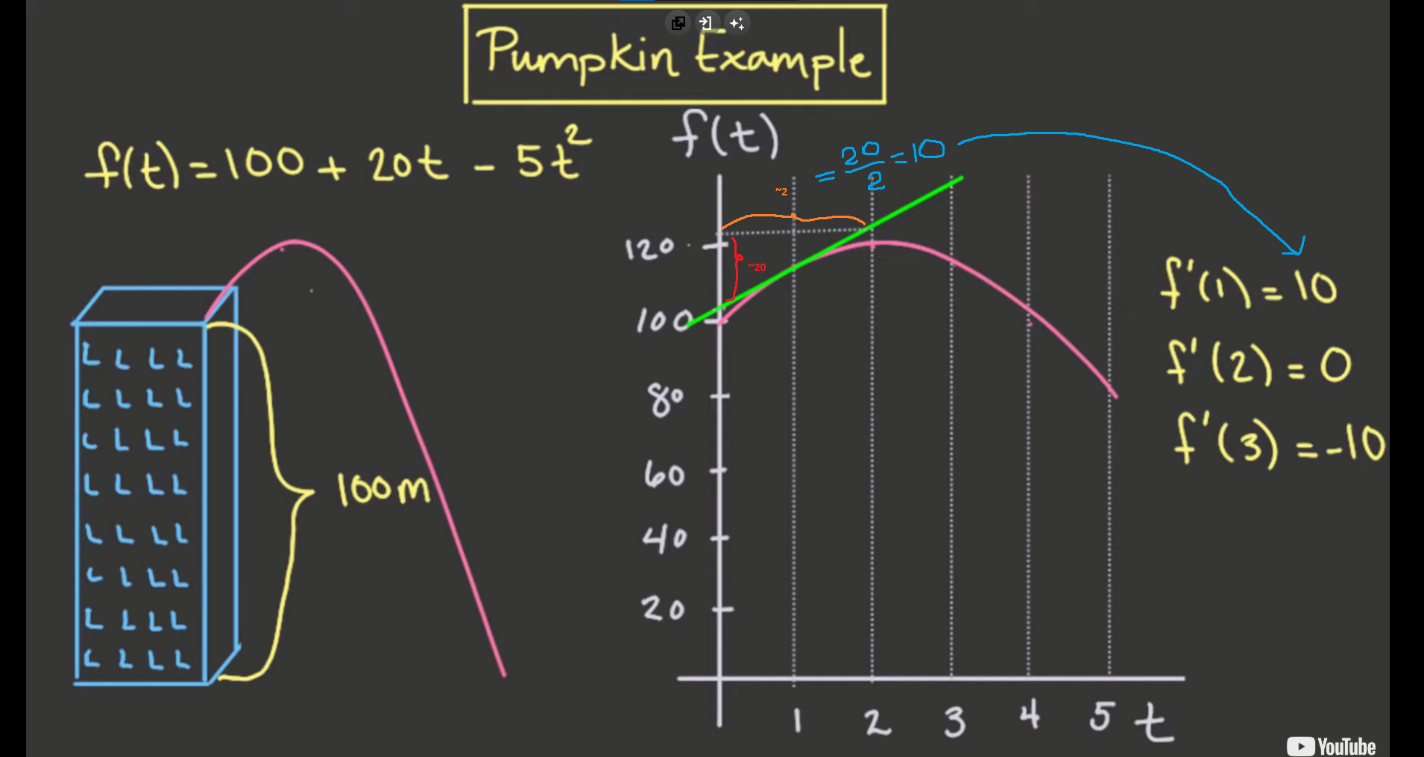 Pumpkin Example
f(t) = 100 + 20t - 5t²
f(t)
= 20/2 = 10
~2
~20
120
100
80
60
40
20
1 2 3 4 5 t
100m
f'(1) = 10
f'(2) = 0
f'(3) = -10
YouTube